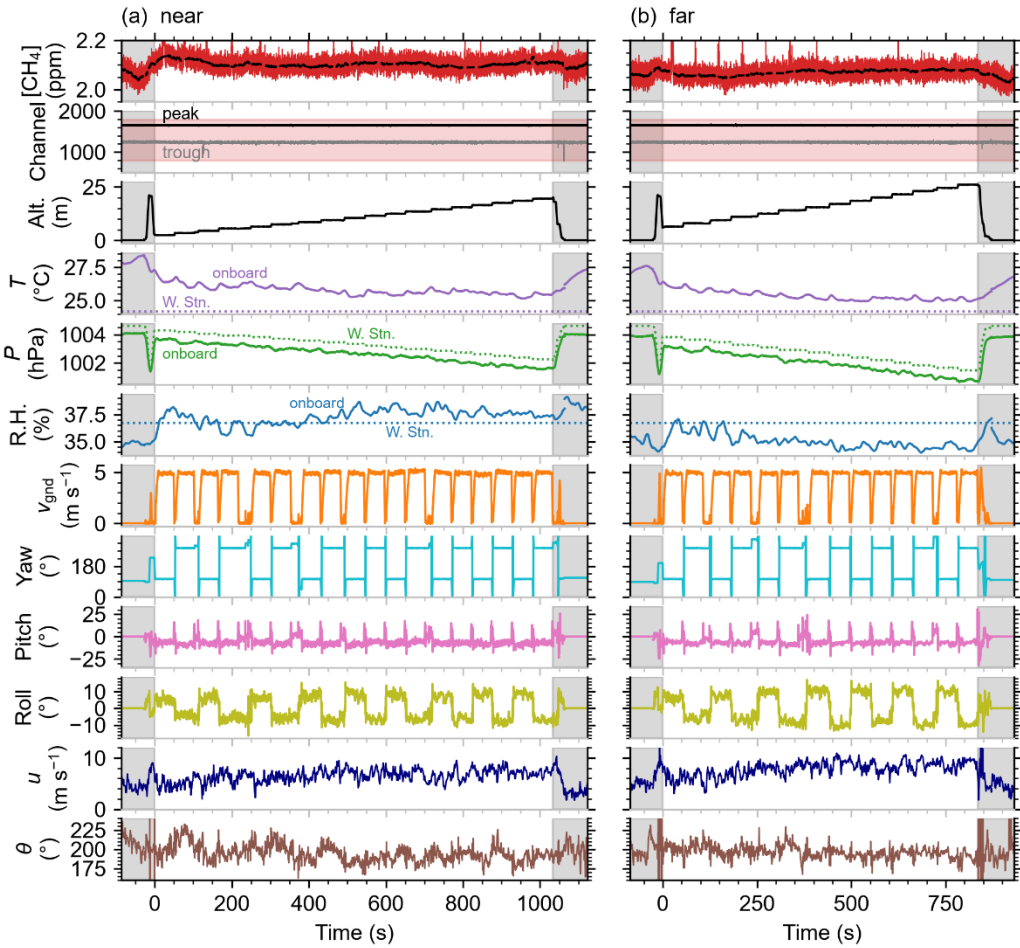 (a) near
(b) far
[CH₄]
(ppm)
2.2
2.0
Channel
2000
1000
peak
trough
Alt.
(m)
25
0
T
(°C)
27.5
25.0
onboard
W. Stn.
P
(hPa)
1004
1002
W. Stn.
onboard
R.H.
(%)
37.5
35.0
onboard
W. Stn.
v_gnd
(m s⁻¹)
5
0
Yaw
(°)
180
0
Pitch
(°)
25
0
−25
Roll
(°)
10
−10
u
(m s⁻¹)
10
0
θ
(°)
225
200
175
0 200 400 600 800 1000
0 250 500 750
Time (s)
Time (s)